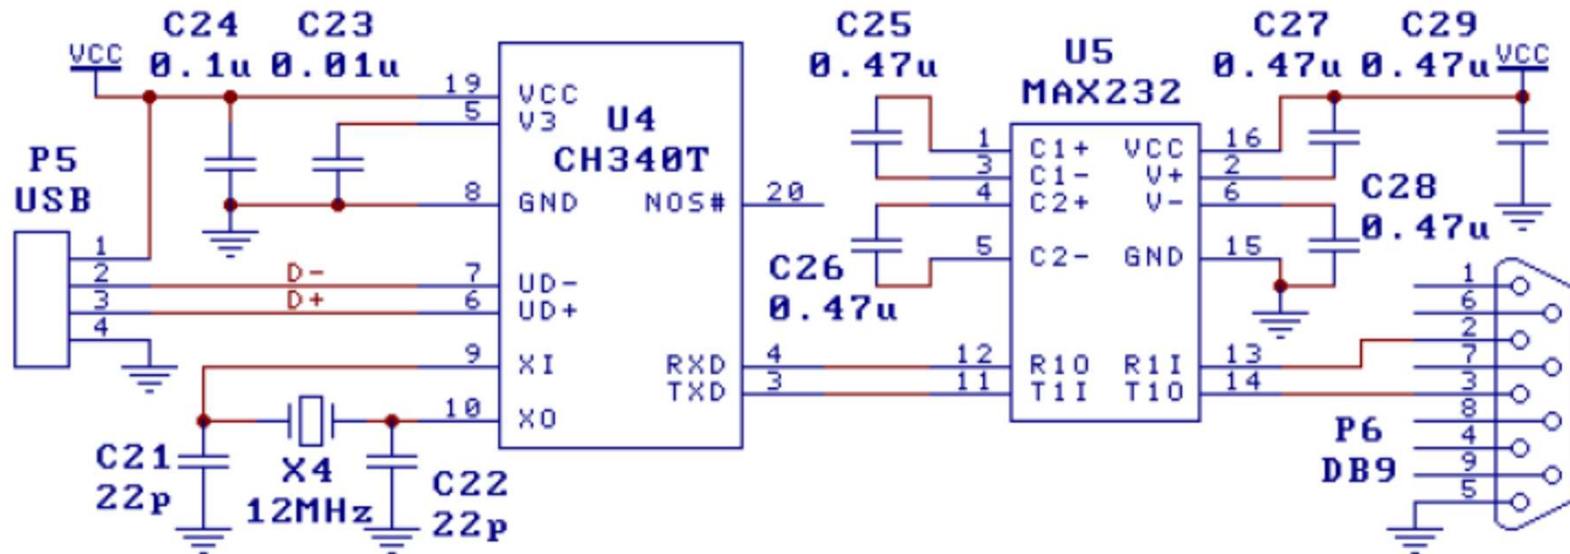 C24 C23 C25 C27 C29
VCC 0.1u 0.01u 0.47u U5 0.47u 0.47u VCC
MAX232
19 VCC
5 V3 U4
CH340T
P5
USB
8 GND NOS# 20
1 C1+ VCC 16
3 C1- V+ 2
4 C2+ V- 6 C28
0.47u
5 C2- GND 15
C26
0.47u
1
2 D- 7 UD-
3 D+ 6 UD+
4
9 XI RXD 4 12 R1O R1I 13
TXD 3 11 T1I T1O 14
10 XO
C21 X4 C22
22p 12MHz 22p
1
6
2
7
3
8
4
9
5
P6
DB9